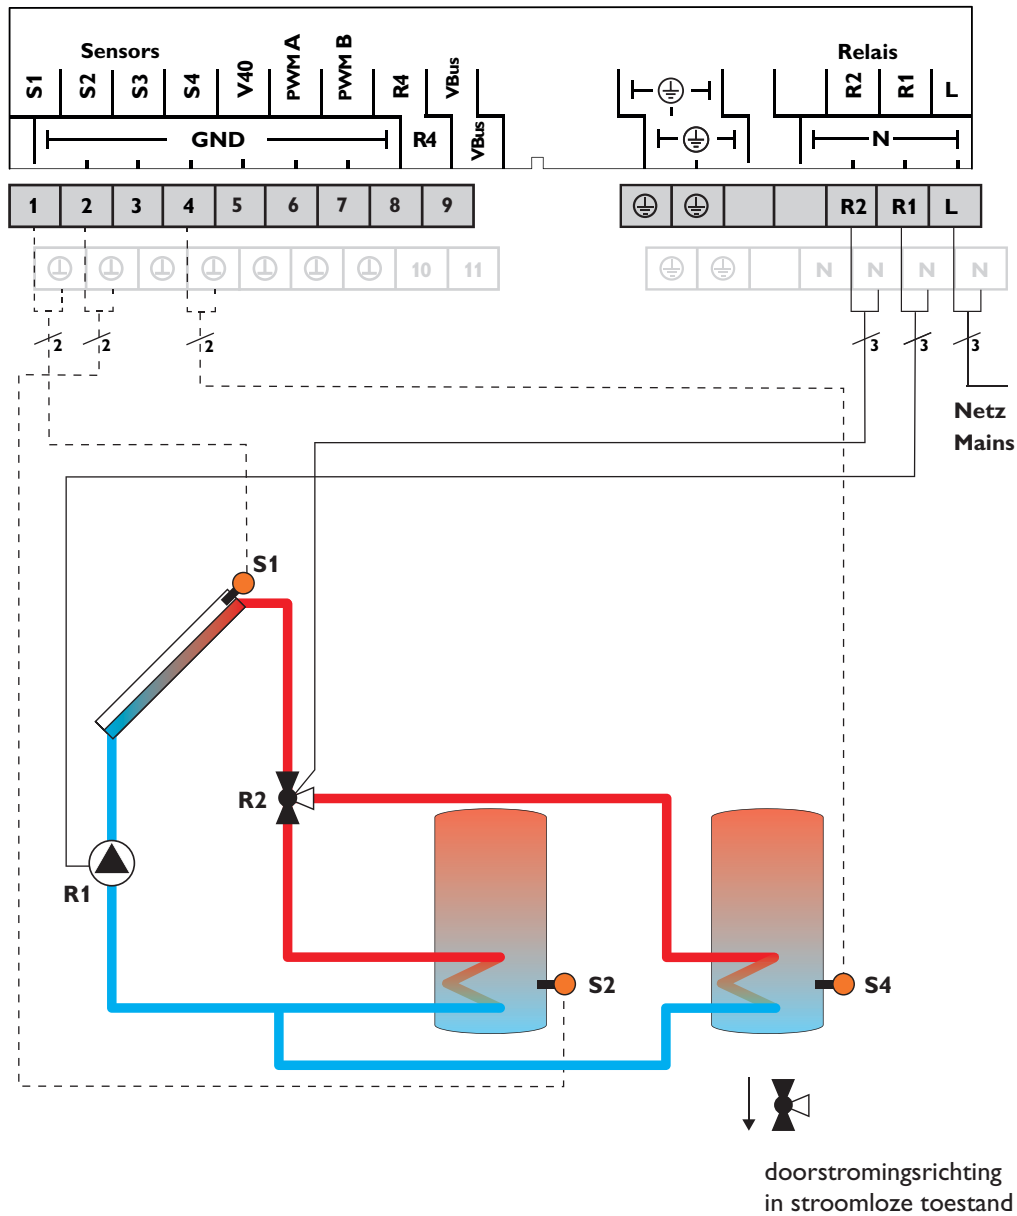 Sensors
Relais
S1 S2 S3 S4 V40 PWM A PWM B R4 VBus
R2 R1 L
GND R4 VBus
N
1 2 3 4 5 6 7 8 9
R2 R1 L
10 11
N N N N
2 2 2
3 3 3
Netz
Mains
S1
R2
R1
S2
S4
doorstromingsrichting
in stroomloze toestand